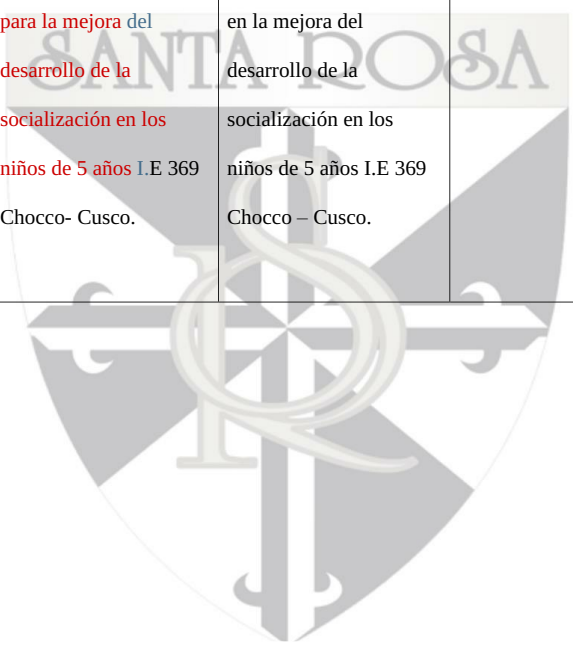 SANTA ROSA
para la mejora del
desarrollo de la
socialización en los
niños de 5 años I.E 369
Chocco- Cusco.
en la mejora del
desarrollo de la
socialización en los
niños de 5 años I.E 369
Chocco – Cusco.